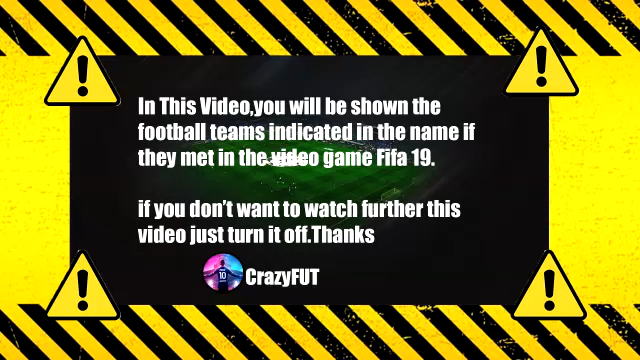 In This Video,you will be shown the
football teams indicated in the name if
they met in the video game Fifa 19.
if you don't want to watch further this
video just turn it off.Thanks
10
CrazyFUT